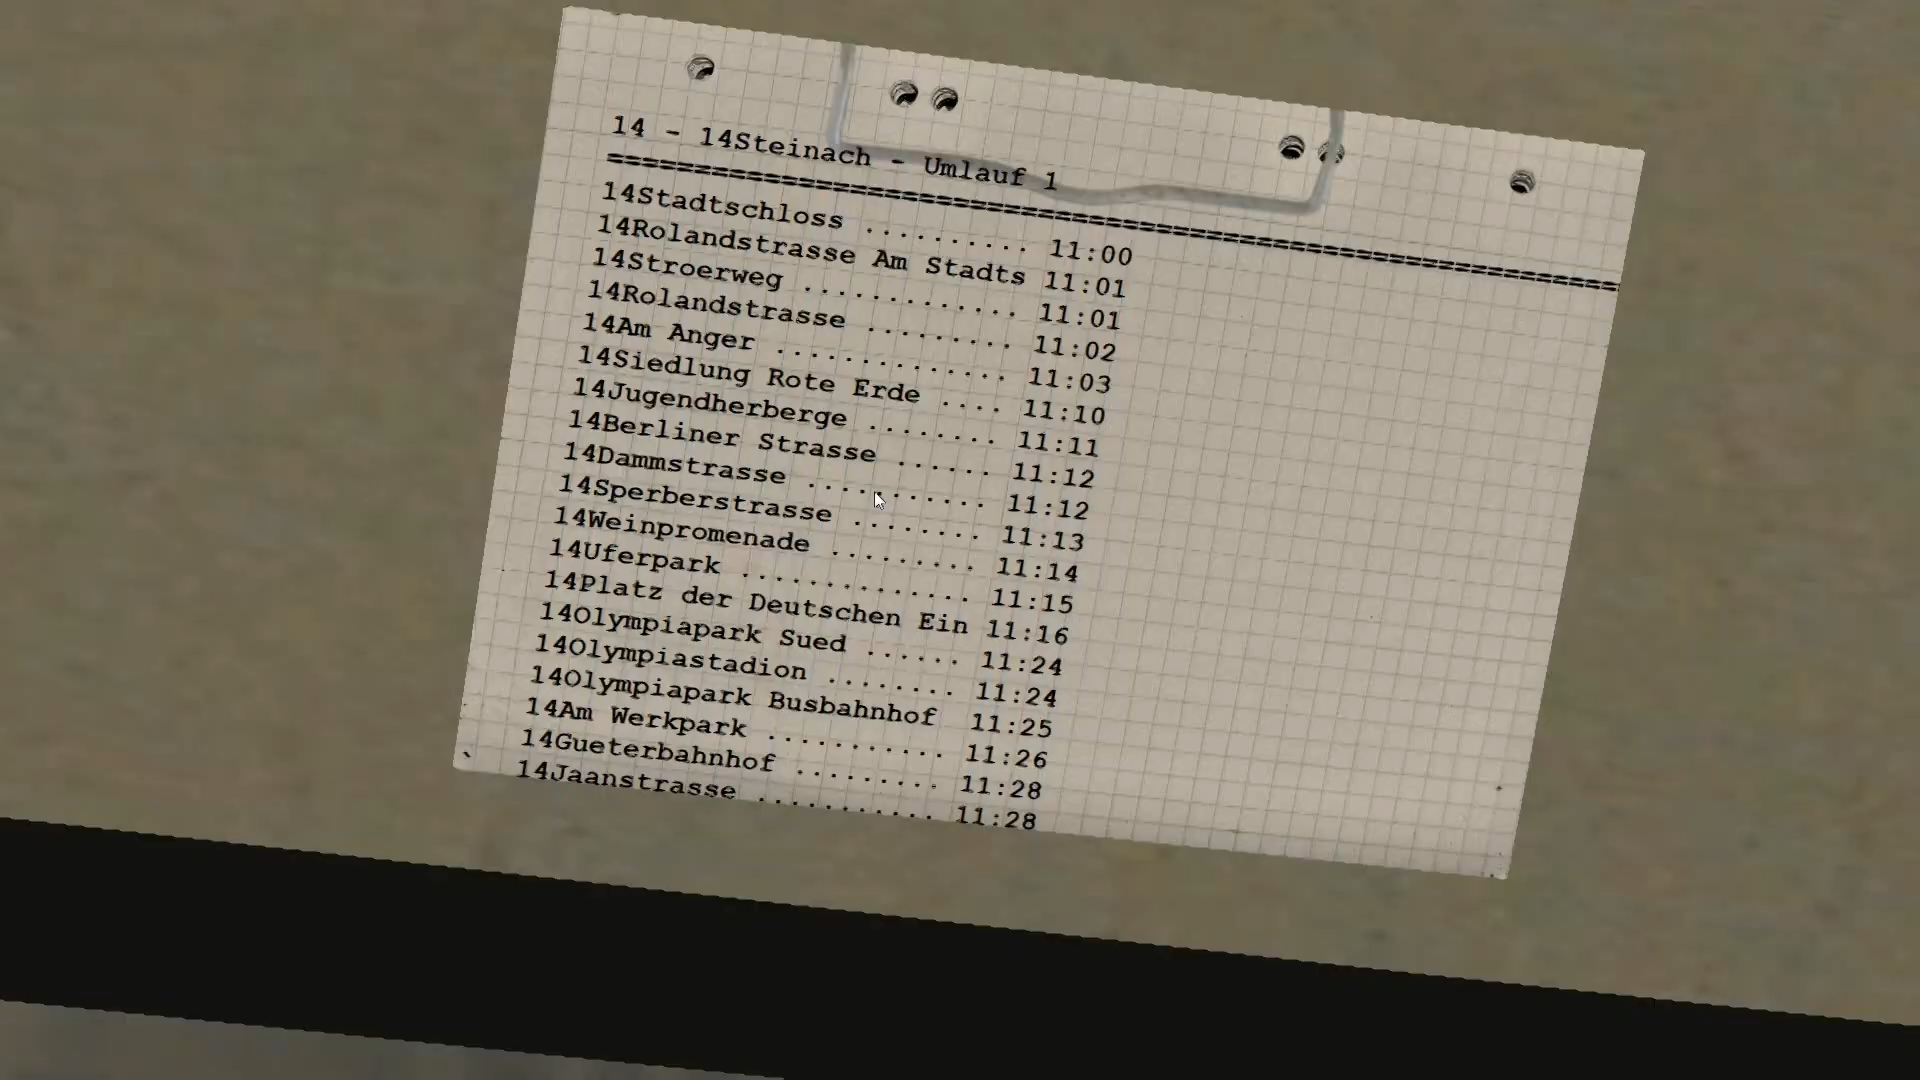 14 - 14Steinach - Umlauf 1
================================================================
14Stadtschloss .......... 11:00
14Rolandstrasse Am Stadts 11:01
14Stroerweg ............. 11:01
14Rolandstrasse ......... 11:02
14Am Anger .............. 11:03
14Siedlung Rote Erde .... 11:10
14Jugendherberge ........ 11:11
14Berliner Strasse ...... 11:12
14Dammstrasse ........... 11:12
14Sperberstrasse ........ 11:13
14Weinpromenade ......... 11:14
14Uferpark .............. 11:15
14Platz der Deutschen Ein 11:16
14Olympiapark Sued ...... 11:24
14Olympiastadion ........ 11:24
14Olympiapark Busbahnhof 11:25
14Am Werkpark ........... 11:26
14Gueterbahnhof ......... 11:28
14Jaanstrasse ........... 11:28